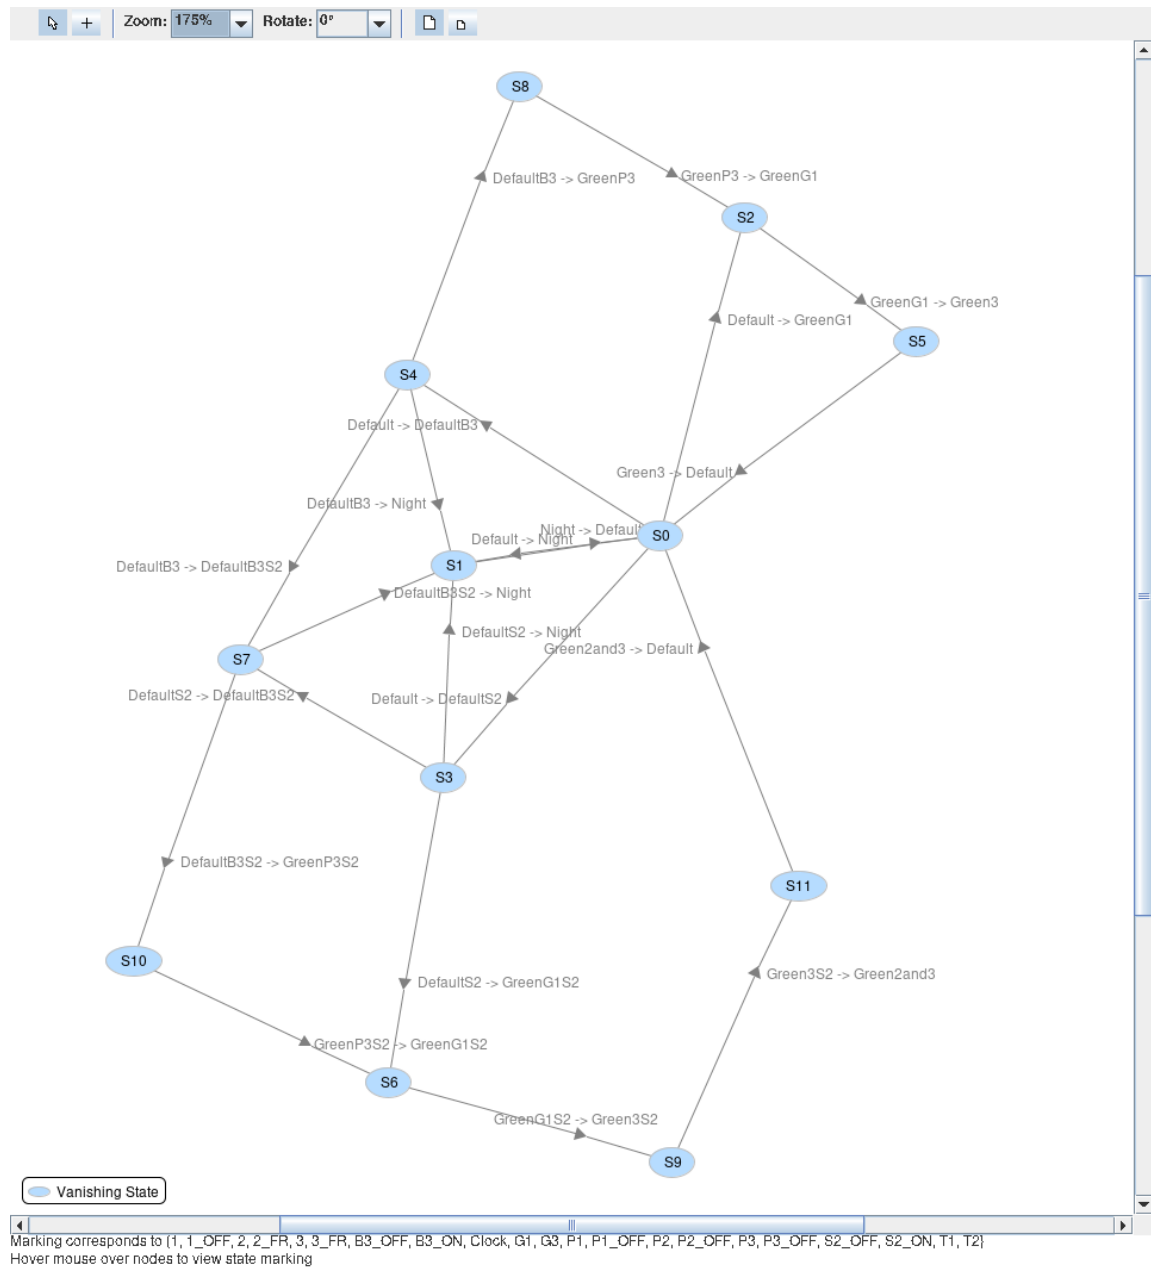 Zoom: 175% Rotate: 0°
S8
DefaultB3 -> GreenP3
GreenP3 -> GreenG1
S2
GreenG1 -> Green3
Default -> GreenG1
S5
S4
Default -> DefaultB3
Green3 -> Default
DefaultB3 -> Night
Night -> Default
S0
Default -> Night
S1
DefaultB3 -> DefaultB3S2
DefaultB3S2 -> Night
DefaultS2 -> Night
Green2and3 -> Default
S7
DefaultS2 -> DefaultB3S2
Default -> DefaultS2
S3
DefaultB3S2 -> GreenP3S2
S11
S10
Green3S2 -> Green2and3
DefaultS2 -> GreenG1S2
GreenP3S2 -> GreenG1S2
S6
GreenG1S2 -> Green3S2
S9
Vanishing State
Marking corresponds to {1, 1_OFF, 2, 2_FR, 3, 3_FR, B3_OFF, B3_ON, Clock, G1, G3, P1, P1_OFF, P2, P2_OFF, P3, P3_OFF, S2_OFF, S2_ON, T1, T2}
Hover mouse over nodes to view state marking